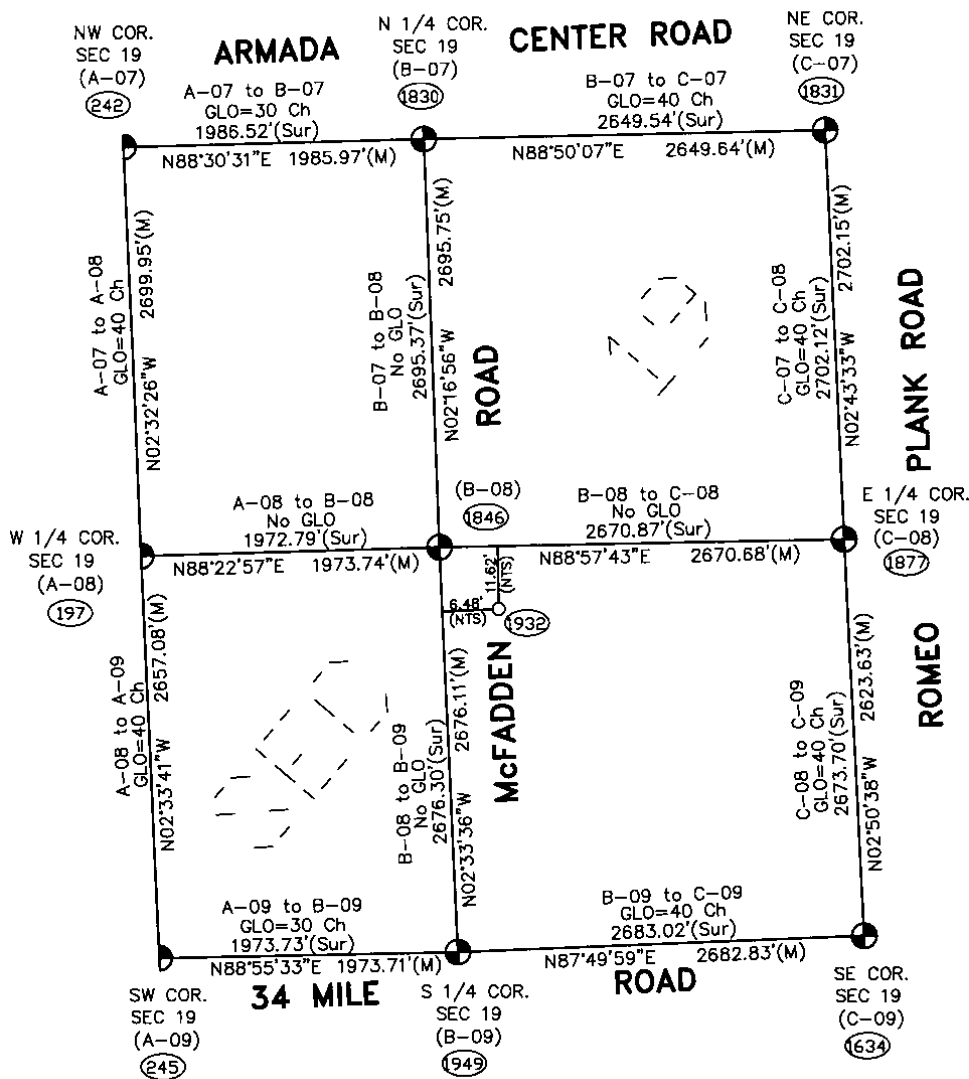 NW COR.
SEC 19
(A-07)
242
ARMADA
N 1/4 COR.
SEC 19
(B-07)
1830
CENTER ROAD
NE COR.
SEC 19
(C-07)
1831
A-07 to B-07
GLO=30 Ch
1986.52'(Sur)
N88°30'31"E 1985.97'(M)
B-07 to C-07
GLO=40 Ch
2649.54'(Sur)
N88°50'07"E 2649.64'(M)
A-07 to A-08
GLO=40 Ch
N02°32'26"W 2699.95'(M)
B-07 to B-08
No GLO
2695.37'(Sur)
N02°16'56"W 2695.75'(M)
ROAD
C-07 to C-08
GLO=40 Ch
2702.12'(Sur)
N02°43'33"W 2702.15'(M)
PLANK ROAD
W 1/4 COR.
SEC 19
(A-08)
197
A-08 to B-08
No GLO
1972.79'(Sur)
N88°22'57"E 1973.74'(M)
(B-08)
1846
B-08 to C-08
No GLO
2670.87'(Sur)
N88°57'43"E 2670.68'(M)
E 1/4 COR.
SEC 19
(C-08)
1877
11.62'
(NTS)
6.48'
(NTS)
1932
A-08 to A-09
GLO=40 Ch
N02°33'41"W 2657.08'(M)
B-08 to B-09
No GLO
2676.30'(Sur)
N02°33'36"W 2676.11'(M)
McFADDEN
C-08 to C-09
GLO=40 Ch
2673.70'(Sur)
N02°50'38"W 2623.63'(M)
ROMEO
A-09 to B-09
GLO=30 Ch
1973.73'(Sur)
N88°55'33"E 1973.71'(M)
B-09 to C-09
GLO=40 Ch
2683.02'(Sur)
N87°49'59"E 2682.83'(M)
SW COR.
SEC 19
(A-09)
245
34 MILE
S 1/4 COR.
SEC 19
(B-09)
1949
ROAD
SE COR.
SEC 19
(C-09)
1634